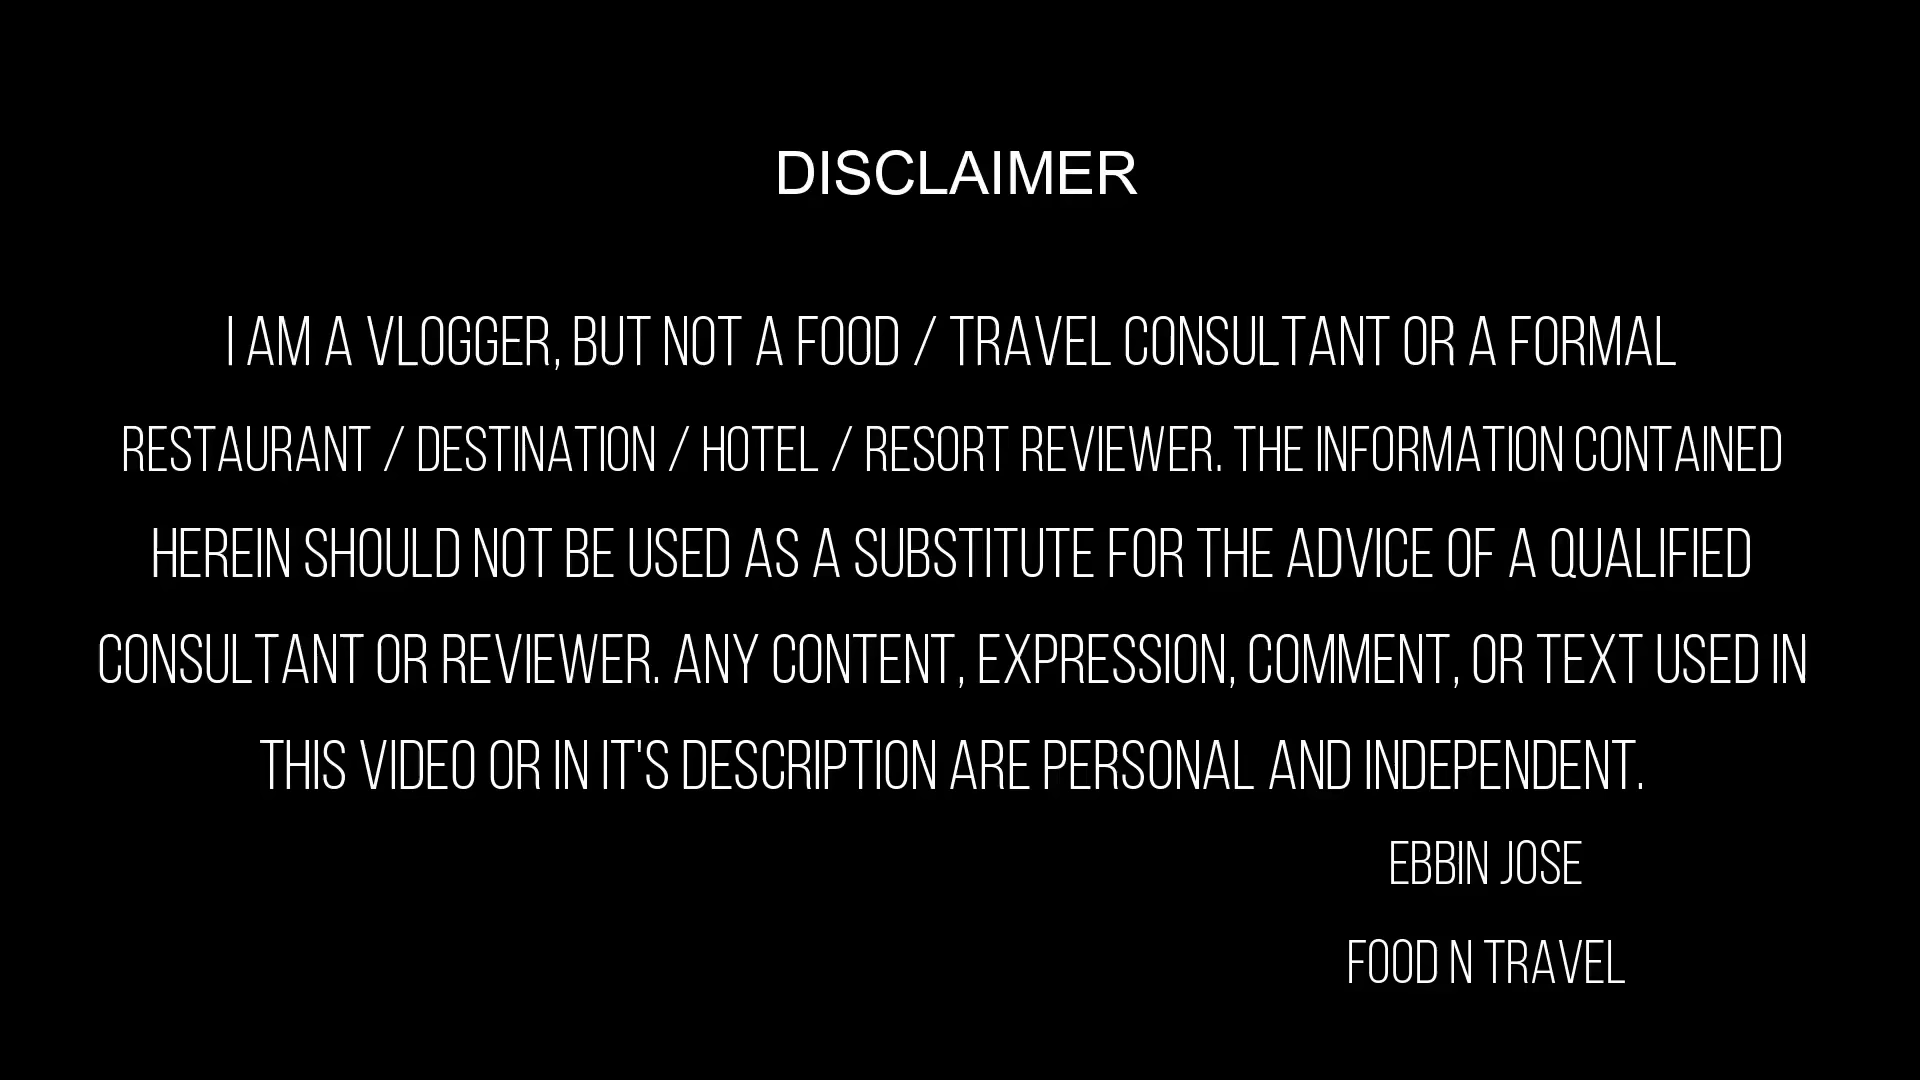 DISCLAIMER
I AM A VLOGGER, BUT NOT A FOOD / TRAVEL CONSULTANT OR A FORMAL
RESTAURANT / DESTINATION / HOTEL / RESORT REVIEWER. THE INFORMATION CONTAINED
HEREIN SHOULD NOT BE USED AS A SUBSTITUTE FOR THE ADVICE OF A QUALIFIED
CONSULTANT OR REVIEWER. ANY CONTENT, EXPRESSION, COMMENT, OR TEXT USED IN
THIS VIDEO OR IN IT'S DESCRIPTION ARE PERSONAL AND INDEPENDENT.
EBBIN JOSE
FOOD N TRAVEL